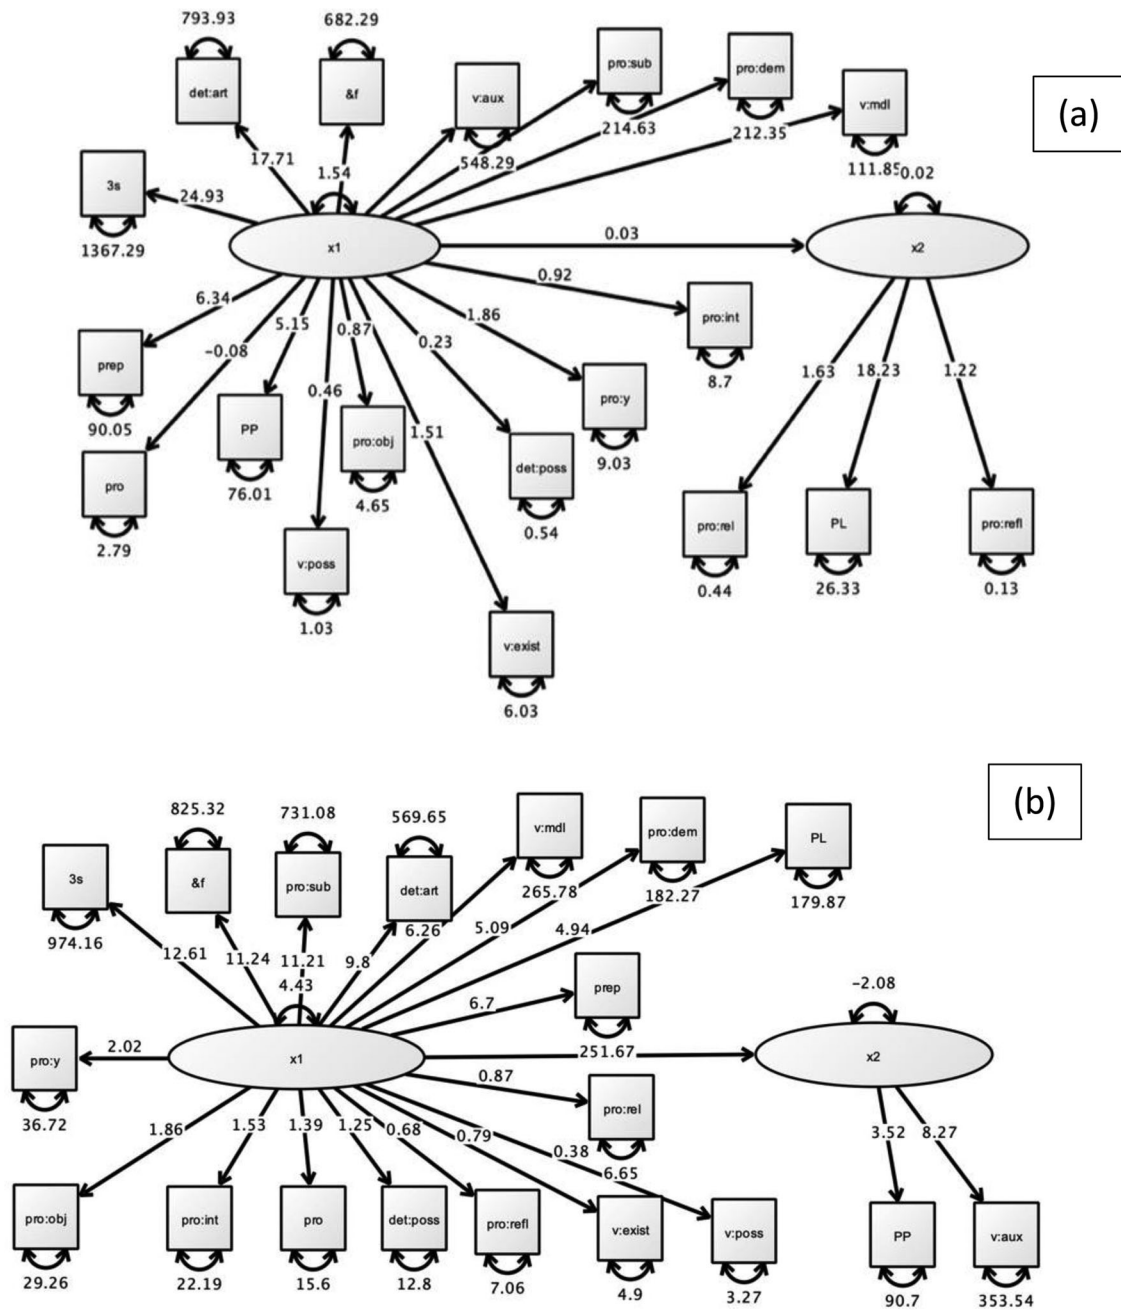 793.93
682.29
det:art
&f
v:aux
pro:sub
pro:dem
v:mdl
(a)
548.29
214.63
212.35
111.85
0.02
17.71
1.54
3s
24.93
1367.29
x1
0.03
x2
6.34
-0.08
5.15
0.87
0.23
1.86
0.92
pro:int
8.7
prep
90.05
PP
76.01
0.46
pro:obj
4.65
1.51
pro:y
9.03
1.63
18.23
1.22
pro
2.79
det:poss
0.54
v:poss
1.03
pro:rel
0.44
PL
26.33
pro:refl
0.13
v:exist
6.03
(b)
825.32
731.08
569.65
3s
&f
pro:sub
det:art
v:mdl
pro:dem
PL
974.16
265.78
182.27
179.87
12.61
11.24
11.21
9.8
6.26
5.09
4.94
4.43
6.7
prep
251.67
-2.08
pro:y
2.02
x1
x2
36.72
0.87
pro:rel
6.65
1.86
1.53
1.39
1.25
0.68
0.79
0.38
3.52
8.27
pro:obj
pro:int
pro
det:poss
pro:refl
v:exist
v:poss
PP
v:aux
29.26
22.19
15.6
12.8
7.06
4.9
3.27
90.7
353.54